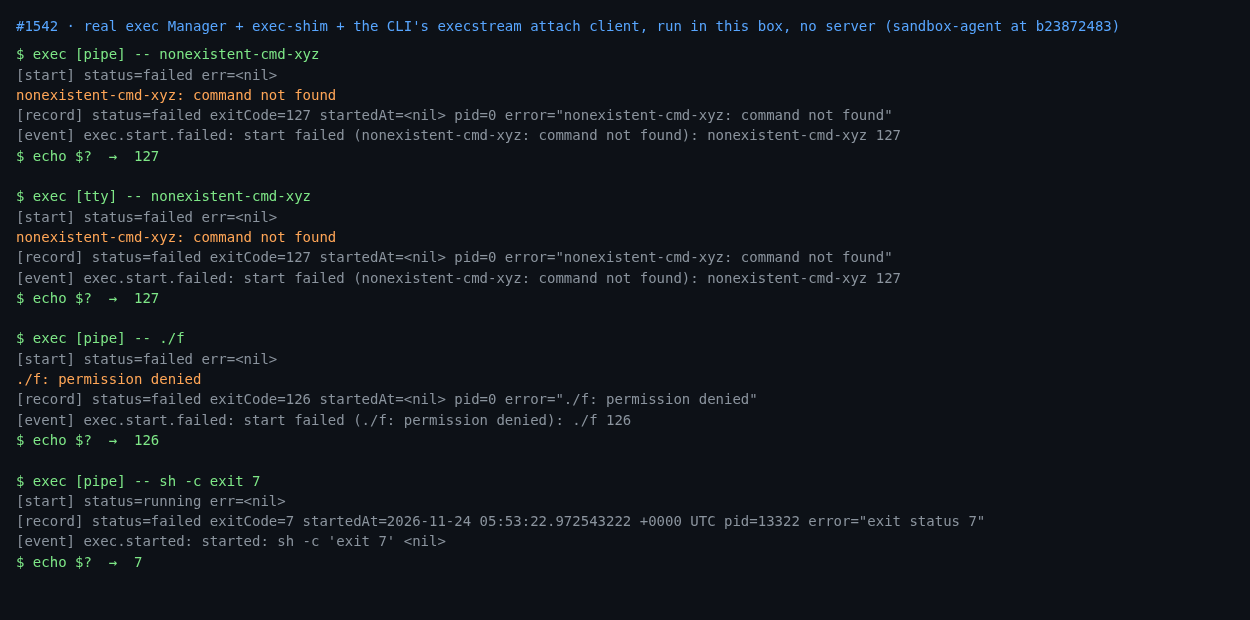 #1542 · real exec Manager + exec-shim + the CLI's execstream attach client, run in this box, no server (sandbox-agent at b23872483)
$ exec [pipe] -- nonexistent-cmd-xyz
[start] status=failed err=<nil>
nonexistent-cmd-xyz: command not found
[record] status=failed exitCode=127 startedAt=<nil> pid=0 error="nonexistent-cmd-xyz: command not found"
[event] exec.start.failed: start failed (nonexistent-cmd-xyz: command not found): nonexistent-cmd-xyz 127
$ echo $? → 127
$ exec [tty] -- nonexistent-cmd-xyz
[start] status=failed err=<nil>
nonexistent-cmd-xyz: command not found
[record] status=failed exitCode=127 startedAt=<nil> pid=0 error="nonexistent-cmd-xyz: command not found"
[event] exec.start.failed: start failed (nonexistent-cmd-xyz: command not found): nonexistent-cmd-xyz 127
$ echo $? → 127
$ exec [pipe] -- ./f
[start] status=failed err=<nil>
./f: permission denied
[record] status=failed exitCode=126 startedAt=<nil> pid=0 error="./f: permission denied"
[event] exec.start.failed: start failed (./f: permission denied): ./f 126
$ echo $? → 126
$ exec [pipe] -- sh -c exit 7
[start] status=running err=<nil>
[record] status=failed exitCode=7 startedAt=2026-11-24 05:53:22.972543222 +0000 UTC pid=13322 error="exit status 7"
[event] exec.started: started: sh -c 'exit 7' <nil>
$ echo $? → 7